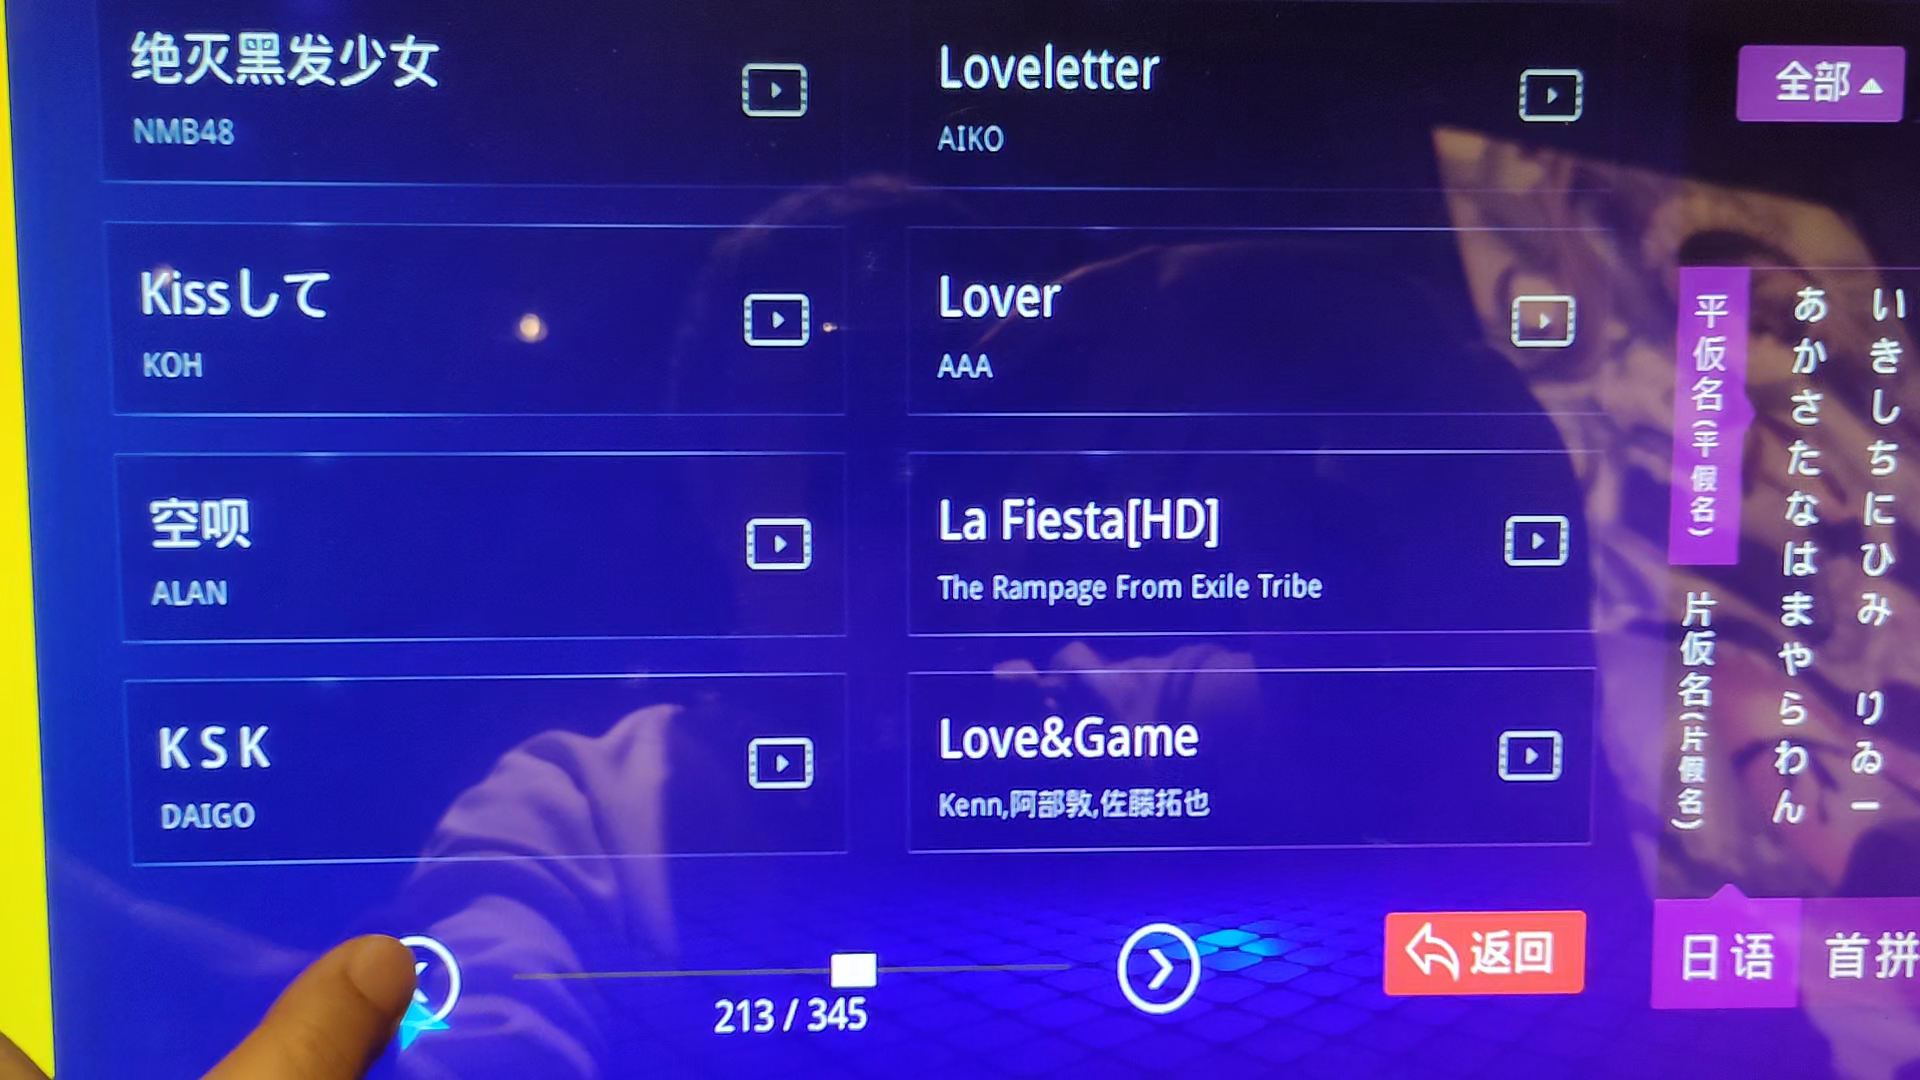 绝灭黑发少女
NMB48
Loveletter
AIKO
Kissして
KOH
Lover
AAA
空呗
ALAN
La Fiesta[HD]
The Rampage From Exile Tribe
K S K
DAIGO
Love&Game
Kenn,阿部敦,佐藤拓也
213 / 345
返回
全部
平仮名(平假名)
片仮名(片假名)
あかさたなはまやらわん
いきしちにひみ りゐー
日语
首拼